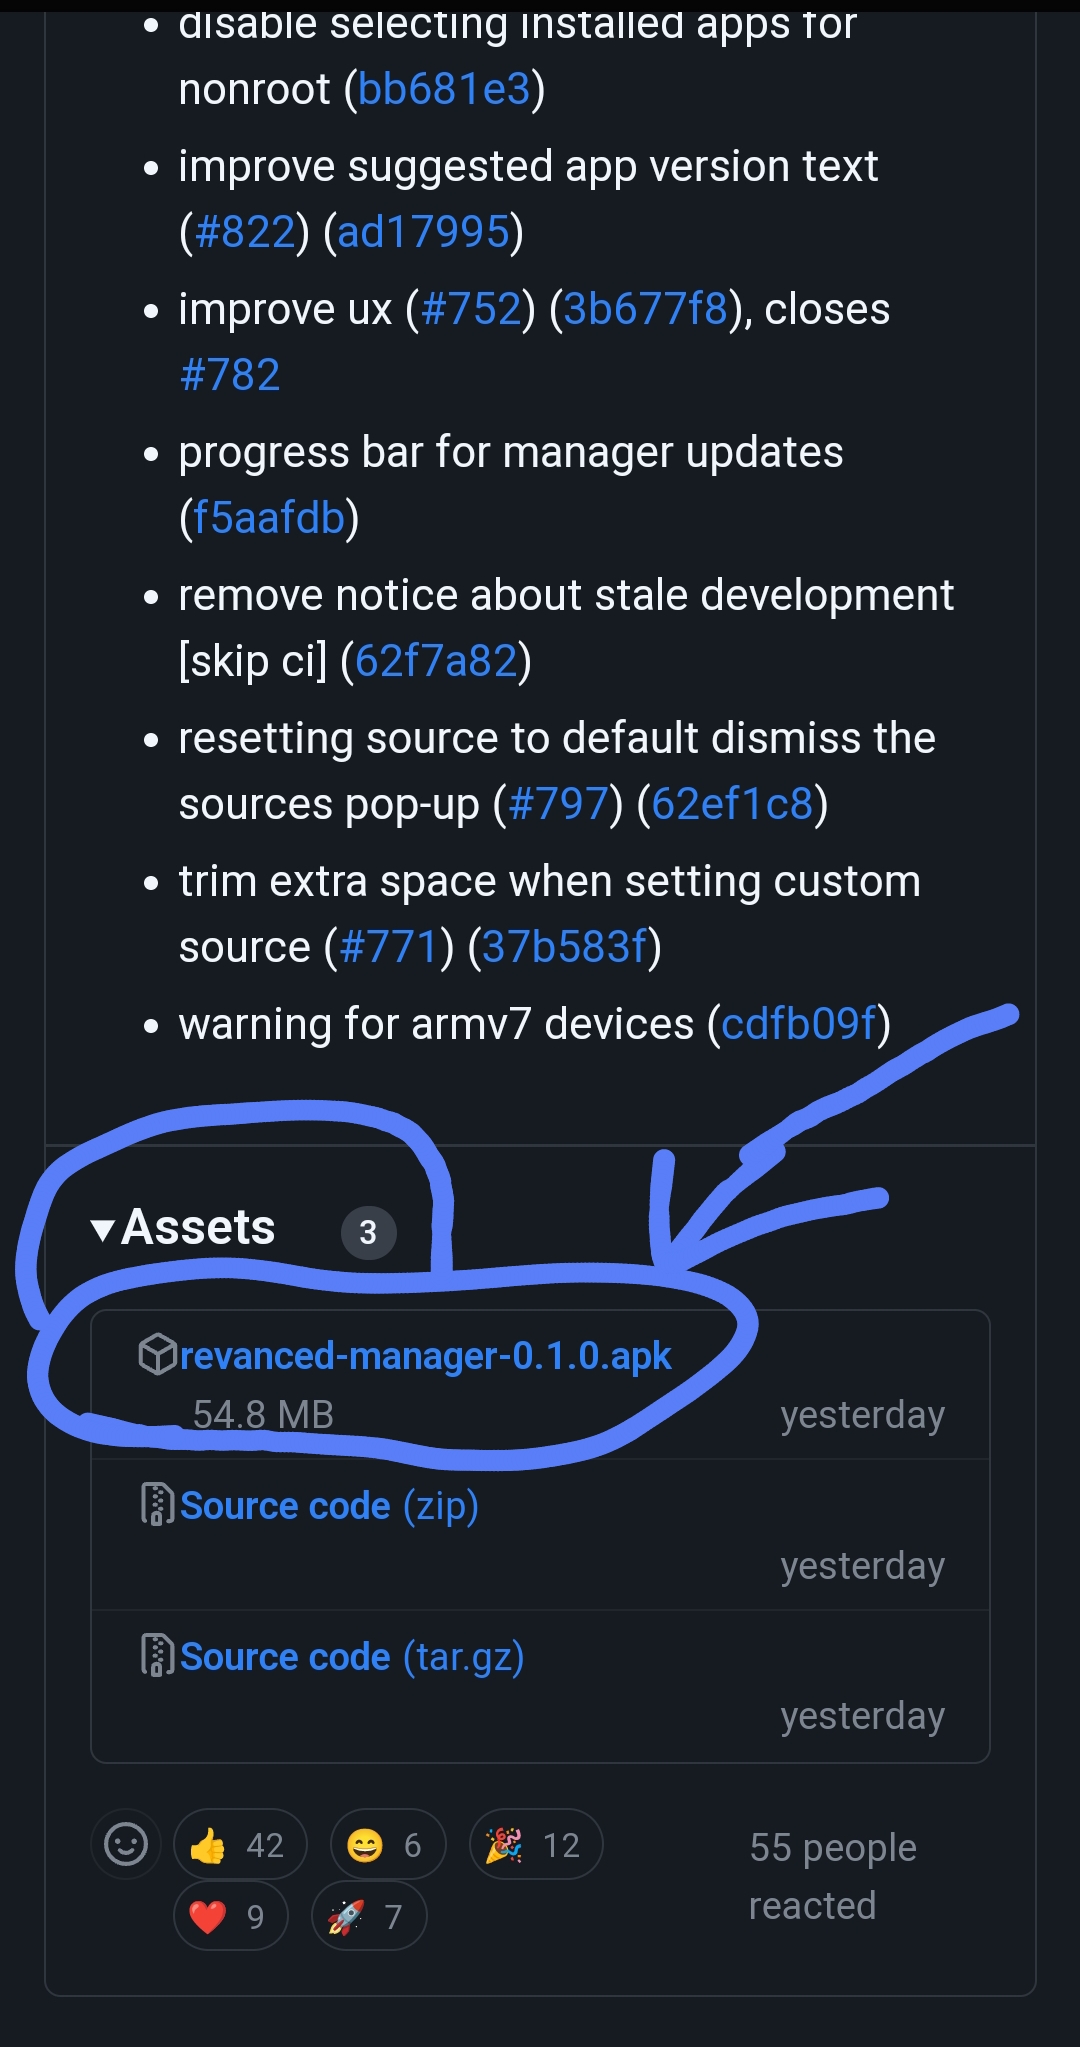 disable selecting installed apps for
nonroot (bb681e3)
improve suggested app version text
(#822) (ad17995)
improve ux (#752) (3b677f8), closes
#782
progress bar for manager updates
(f5aafdb)
remove notice about stale development
[skip ci] (62f7a82)
resetting source to default dismiss the
sources pop-up (#797) (62ef1c8)
trim extra space when setting custom
source (#771) (37b583f)
warning for armv7 devices (cdfb09f)
Assets 3
revanced-manager-0.1.0.apk
54.8 MB yesterday
Source code (zip)
yesterday
Source code (tar.gz)
yesterday
👍 42 😄 6 🎉 12 55 people
❤️ 9 🚀 7 reacted